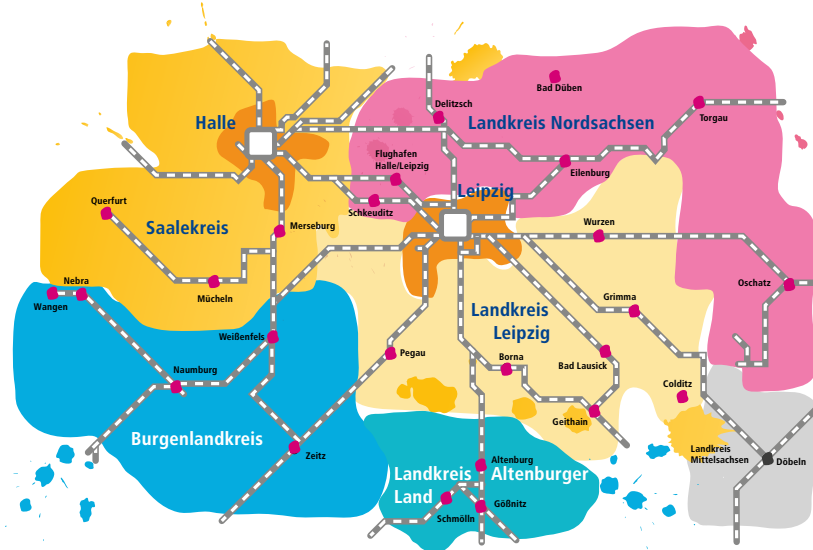 Bad Düben
Delitzsch
Torgau
Halle
Landkreis Nordsachsen
Flughafen
Halle/Leipzig
Eilenburg
Leipzig
Querfurt
Schkeuditz
Saalekreis
Merseburg
Wurzen
Nebra
Mücheln
Wangen
Oschatz
Grimma
Landkreis
Leipzig
Weißenfels
Pegau
Borna
Bad Lausick
Naumburg
Colditz
Geithain
Burgenlandkreis
Zeitz
Landkreis
Mittelsachsen
Döbeln
Altenburg
Landkreis Altenburger
Land
Gößnitz
Schmölln